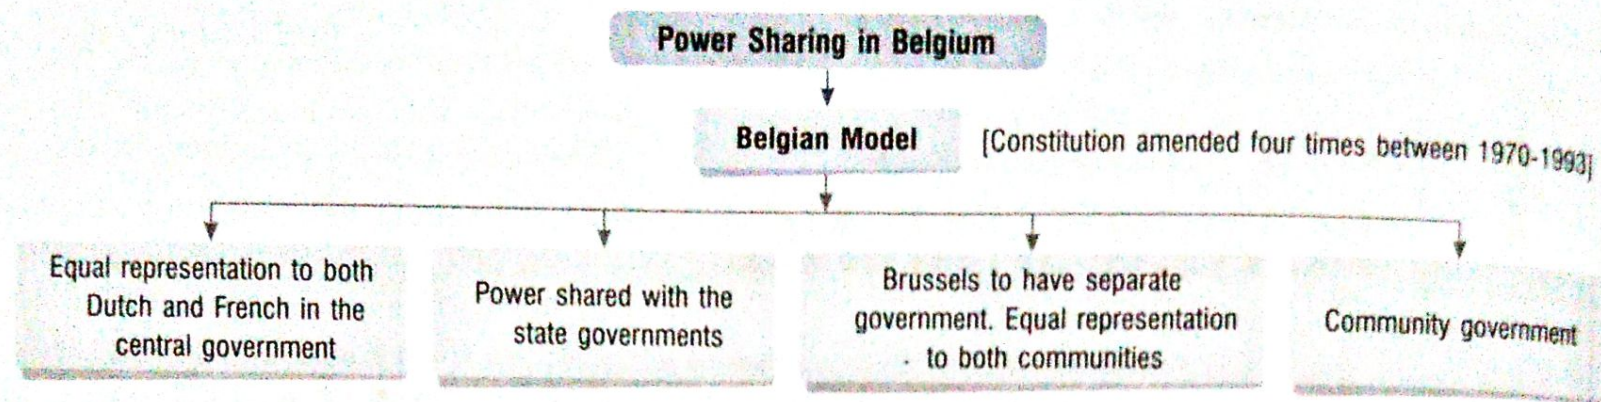 Power Sharing in Belgium
Belgian Model
[Constitution amended four times between 1970-1993]
Equal representation to both
Dutch and French in the
central government
Power shared with the
state governments
Brussels to have separate
government. Equal representation
to both communities
Community government